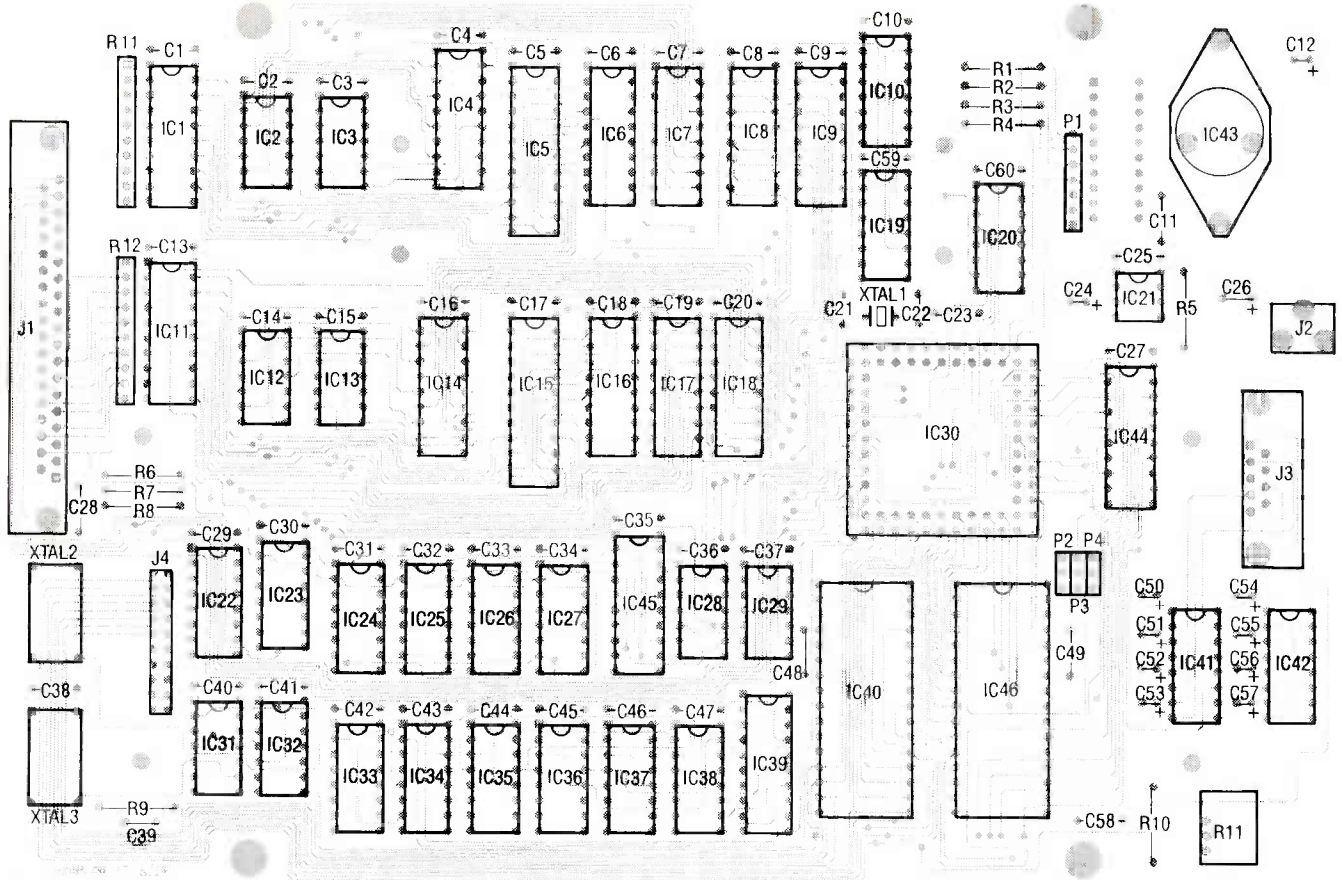 R11 C1 C2 C3 C4 C5 C6 C7 C8 C9 C10 C12
IC1 IC2 IC3 IC4 IC5 IC6 IC7 IC8 IC9 IC10
R1
R2
R3
R4
P1 IC43
C59 C60
IC19 IC20 C11
R12 C13 C25
J1 IC11 C14 C15 C16 C17 C18 C19 C20 C21 XTAL1 C22 C23 C24 + IC21 R5 C26 + J2
IC12 IC13 IC14 IC15 IC16 IC17 IC18 C27
IC30 IC44 J3
R6
R7
R8
C28
XTAL2 J4 C29 C30 C31 C32 C33 C34 C35 C36 C37 P2 P4
IC22 IC23 IC24 IC25 IC26 IC27 IC45 IC28 IC29 P3
C50 + C54 +
C51 + C55 +
C52 + C56 +
C53 + C57 +
C48 C49 IC41 IC42
IC40 IC46
C38 C40 C41 C42 C43 C44 C45 C46 C47
IC31 IC32 IC33 IC34 IC35 IC36 IC37 IC38 IC39
XTAL3 R9
C39
C58 R10 R11
+